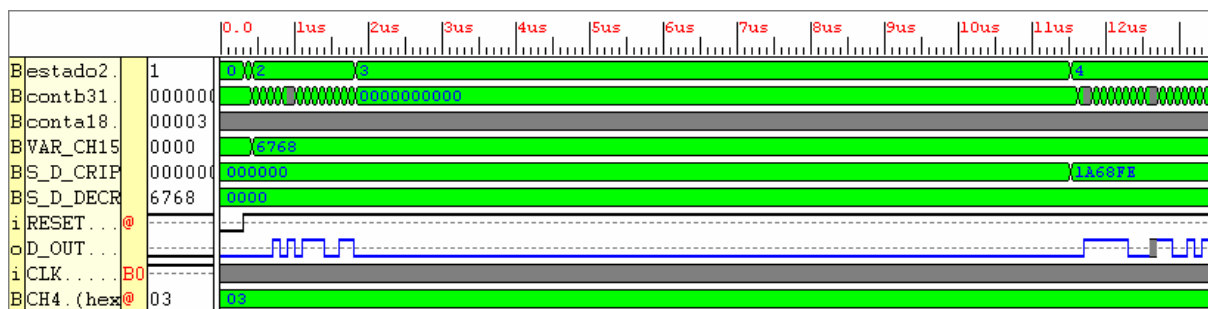 0.0 1us 2us 3us 4us 5us 6us 7us 8us 9us 10us 11us 12us
B estado2. 1 0 2 3 4
B contb31. 000000 0000000000
B conta18. 00003
B VAR_CH15 0000 6768
B S_D_CRIP 000000 000000 1A68FE
B S_D_DECR 6768 0000
i RESET... @
o D_OUT...
i CLK..... B0
B CH4.(hex @ 03 03